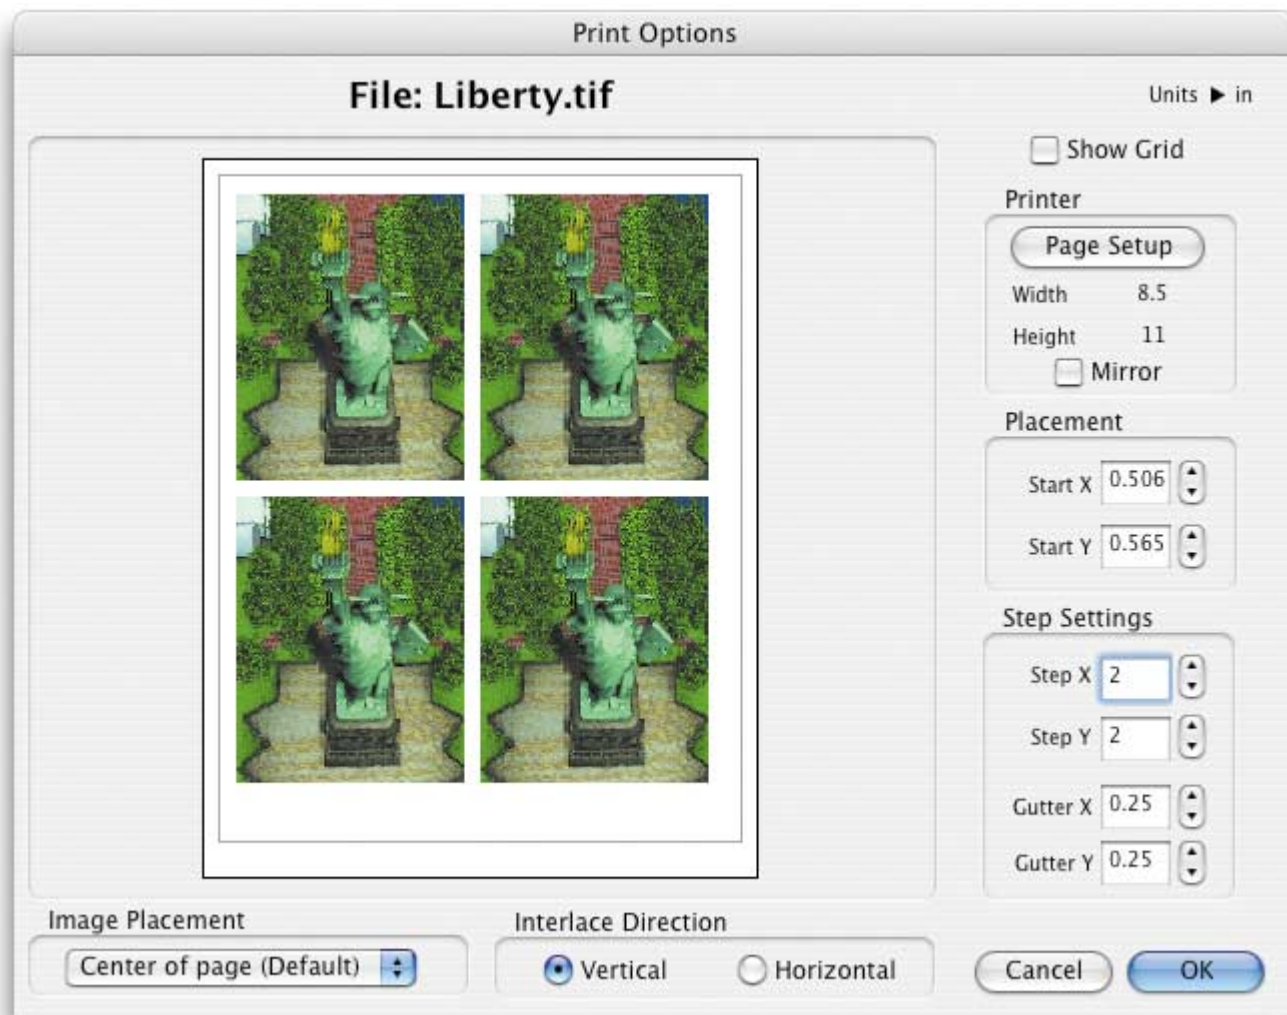 Print Options
File: Liberty.tif
Units ▶ in
Show Grid
Printer
Page Setup
Width 8.5
Height 11
Mirror
Placement
Start X 0.506
Start Y 0.565
Step Settings
Step X 2
Step Y 2
Gutter X 0.25
Gutter Y 0.25
Image Placement
Center of page (Default)
Interlace Direction
Vertical
Horizontal
Cancel
OK